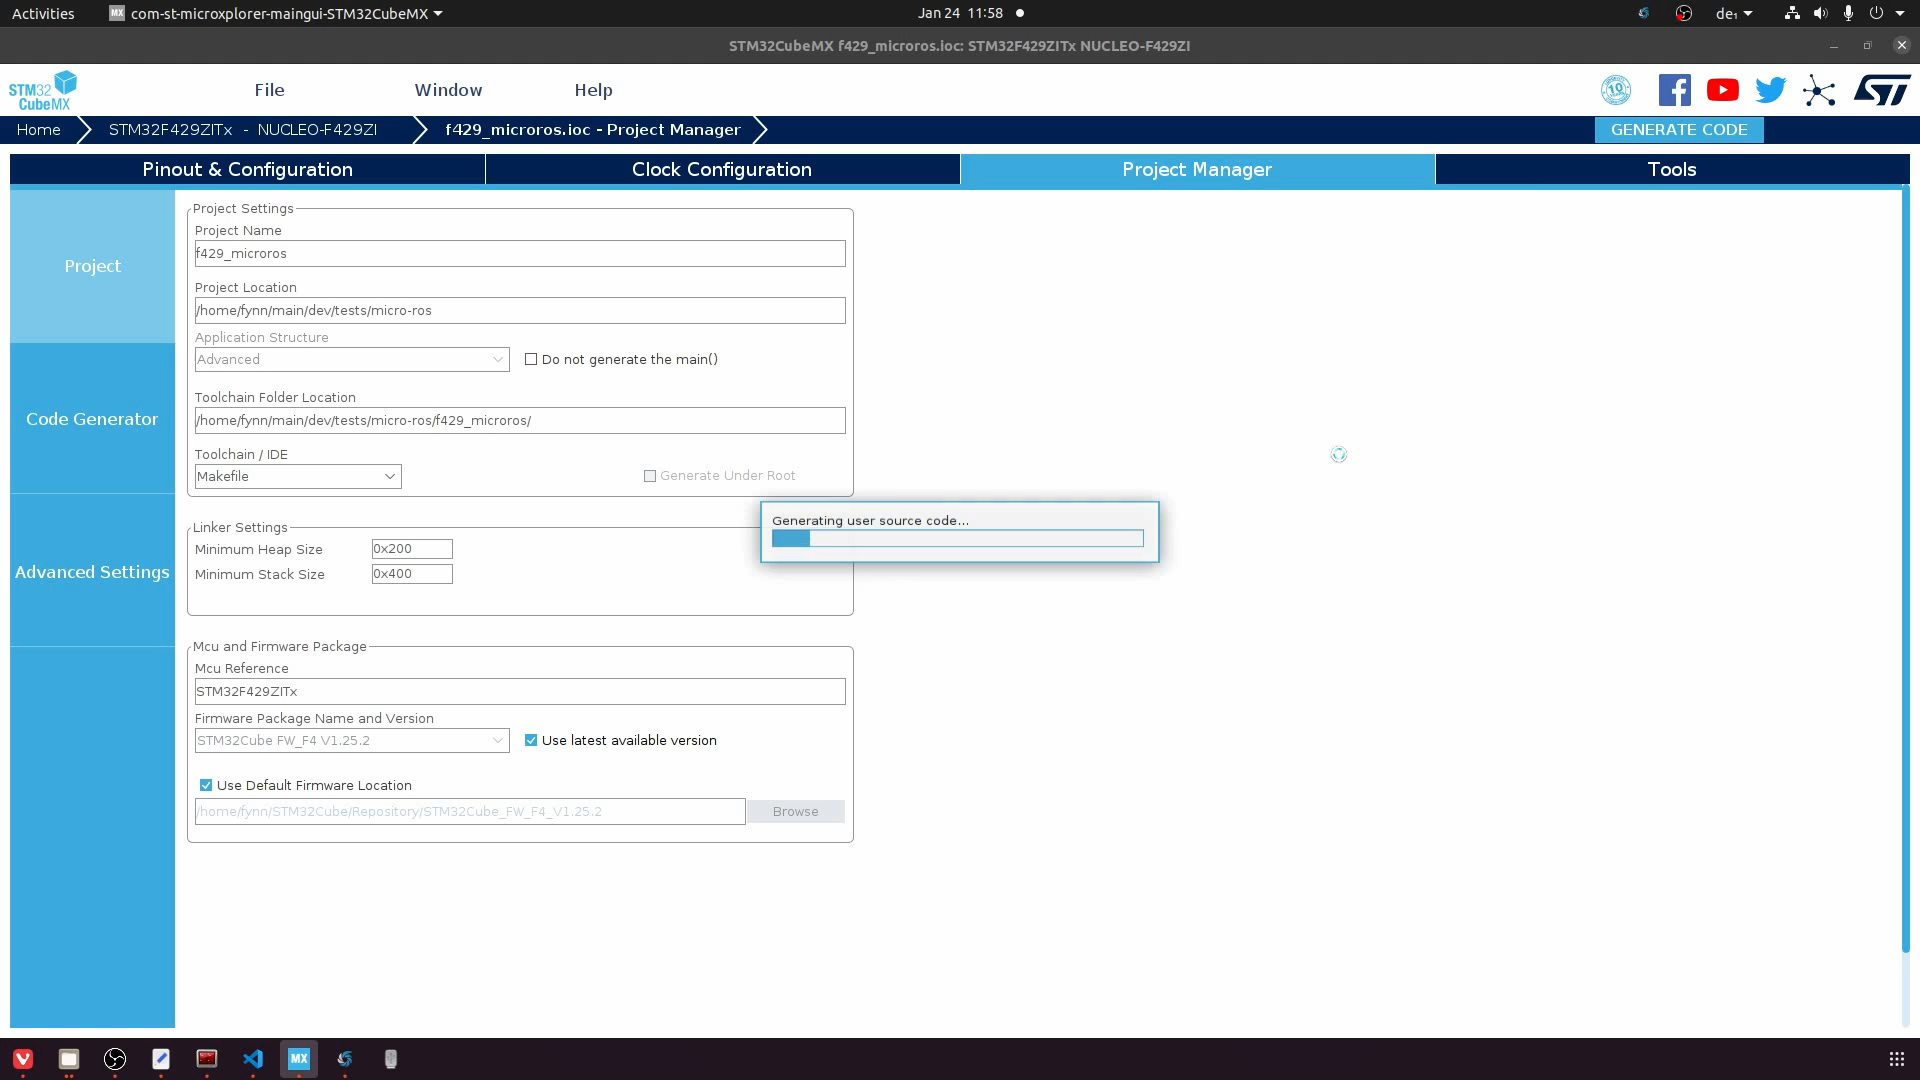 Activities
MX com-st-microxplorer-maingui-STM32CubeMX
Jan 24 11:58
de₁
STM32CubeMX f429_microros.ioc: STM32F429ZITx NUCLEO-F429ZI
STM32
CubeMX
File
Window
Help
10
ST
Home
STM32F429ZITx - NUCLEO-F429ZI
f429_microros.ioc - Project Manager
GENERATE CODE
Pinout & Configuration
Clock Configuration
Project Manager
Tools
Project
Code Generator
Advanced Settings
Project Settings
Project Name
f429_microros
Project Location
/home/fynn/main/dev/tests/micro-ros
Application Structure
Advanced
Do not generate the main()
Toolchain Folder Location
/home/fynn/main/dev/tests/micro-ros/f429_microros/
Toolchain / IDE
Makefile
Generate Under Root
Generating user source code...
Linker Settings
Minimum Heap Size 0x200
Minimum Stack Size 0x400
Mcu and Firmware Package
Mcu Reference
STM32F429ZITx
Firmware Package Name and Version
STM32Cube FW_F4 V1.25.2
Use latest available version
Use Default Firmware Location
/home/fynn/STM32Cube/Repository/STM32Cube_FW_F4_V1.25.2
Browse
MX